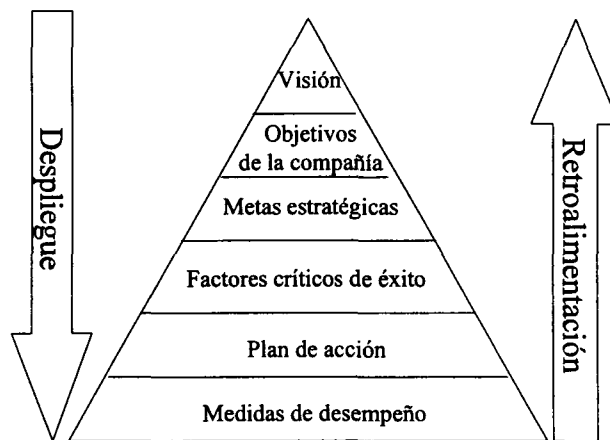 Despliegue
Visión
Objetivos
de la compañía
Metas estratégicas
Factores críticos de éxito
Plan de acción
Medidas de desempeño
Retroalimentación